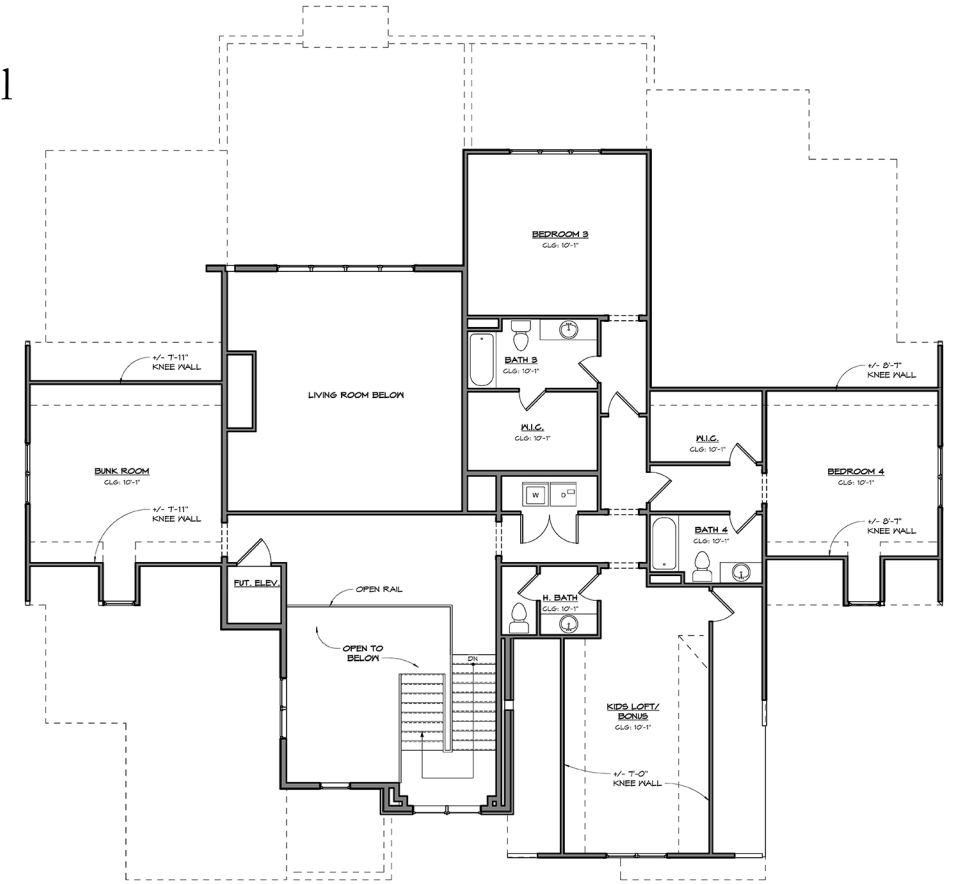 l
BEDROOM 3
CLG: 10'-1"
BATH 3
CLG: 10'-1"
+/- 7'-11"
KNEE WALL
+/- 8'-7"
KNEE WALL
LIVING ROOM BELOW
W.I.C.
CLG: 10'-1"
W.I.C.
CLG: 10'-1"
BUNK ROOM
CLG: 10'-1"
BEDROOM 4
CLG: 10'-1"
W
D
+/- 7'-11"
KNEE WALL
BATH 4
CLG: 10'-1"
+/- 8'-7"
KNEE WALL
FUT. ELEV.
OPEN RAIL
H. BATH
CLG: 10'-1"
OPEN TO
BELOW
DN
KIDS LOFT/
BONUS
CLG: 10'-1"
+/- 7'-0"
KNEE WALL